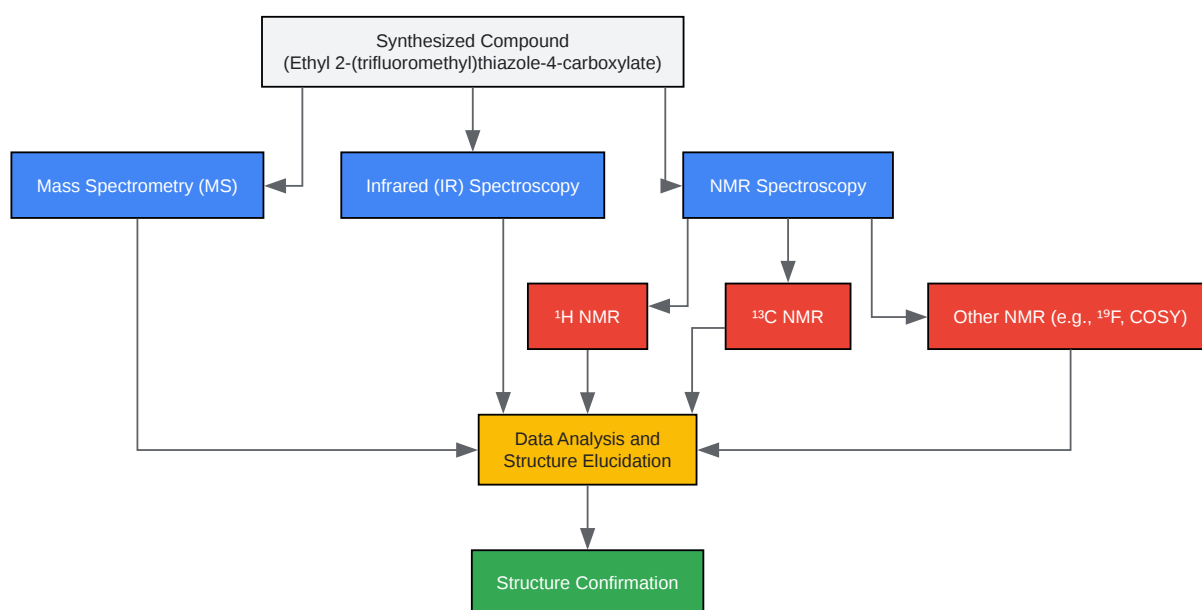 Synthesized Compound
(Ethyl 2-(trifluoromethyl)thiazole-4-carboxylate)
Mass Spectrometry (MS)
Infrared (IR) Spectroscopy
NMR Spectroscopy
¹H NMR
¹³C NMR
Other NMR (e.g., ¹⁹F, COSY)
Data Analysis and
Structure Elucidation
Structure Confirmation